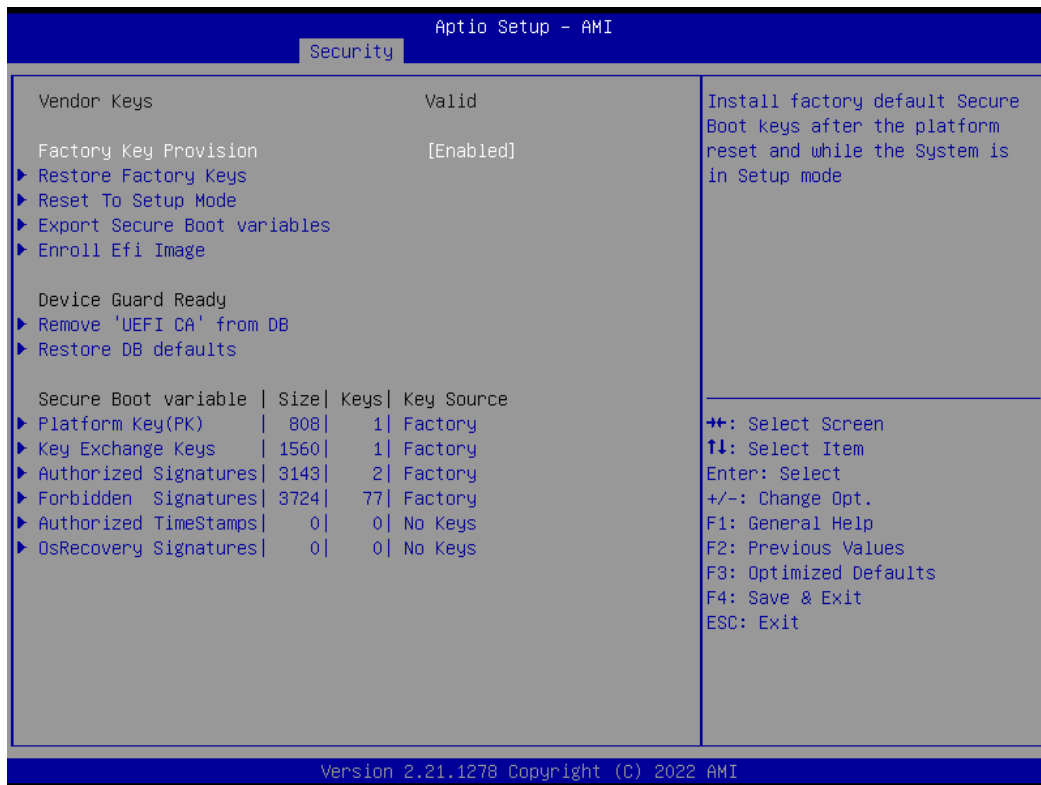 Aptio Setup – AMI
Security
Vendor Keys Valid
Factory Key Provision [Enabled]
▶ Restore Factory Keys
▶ Reset To Setup Mode
▶ Export Secure Boot variables
▶ Enroll Efi Image
Device Guard Ready
▶ Remove 'UEFI CA' from DB
▶ Restore DB defaults
Secure Boot variable | Size| Keys| Key Source
▶ Platform Key(PK) | 808| 1| Factory
▶ Key Exchange Keys | 1560| 1| Factory
▶ Authorized Signatures| 3143| 2| Factory
▶ Forbidden Signatures| 3724| 77| Factory
▶ Authorized TimeStamps| 0| 0| No Keys
▶ OsRecovery Signatures| 0| 0| No Keys
Install factory default Secure
Boot keys after the platform
reset and while the System is
in Setup mode
→←: Select Screen
↑↓: Select Item
Enter: Select
+/-: Change Opt.
F1: General Help
F2: Previous Values
F3: Optimized Defaults
F4: Save & Exit
ESC: Exit
Version 2.21.1278 Copyright (C) 2022 AMI